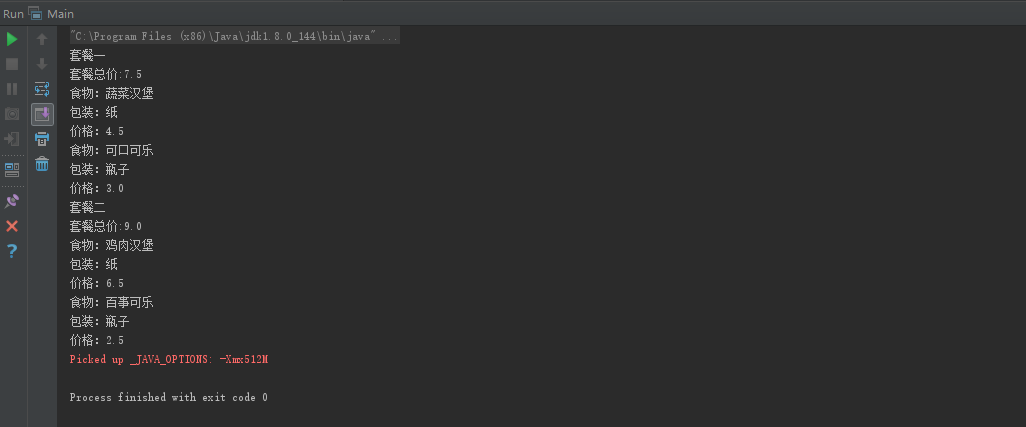 Run Main
"C:\Program Files (x86)\Java\jdk1.8.0_144\bin\java" ...
套餐一
套餐总价:7.5
食物：蔬菜汉堡
包装：纸
价格：4.5
食物：可口可乐
包装：瓶子
价格：3.0
套餐二
套餐总价:9.0
食物：鸡肉汉堡
包装：纸
价格：6.5
食物：百事可乐
包装：瓶子
价格：2.5
Picked up _JAVA_OPTIONS: -Xmx512M
Process finished with exit code 0